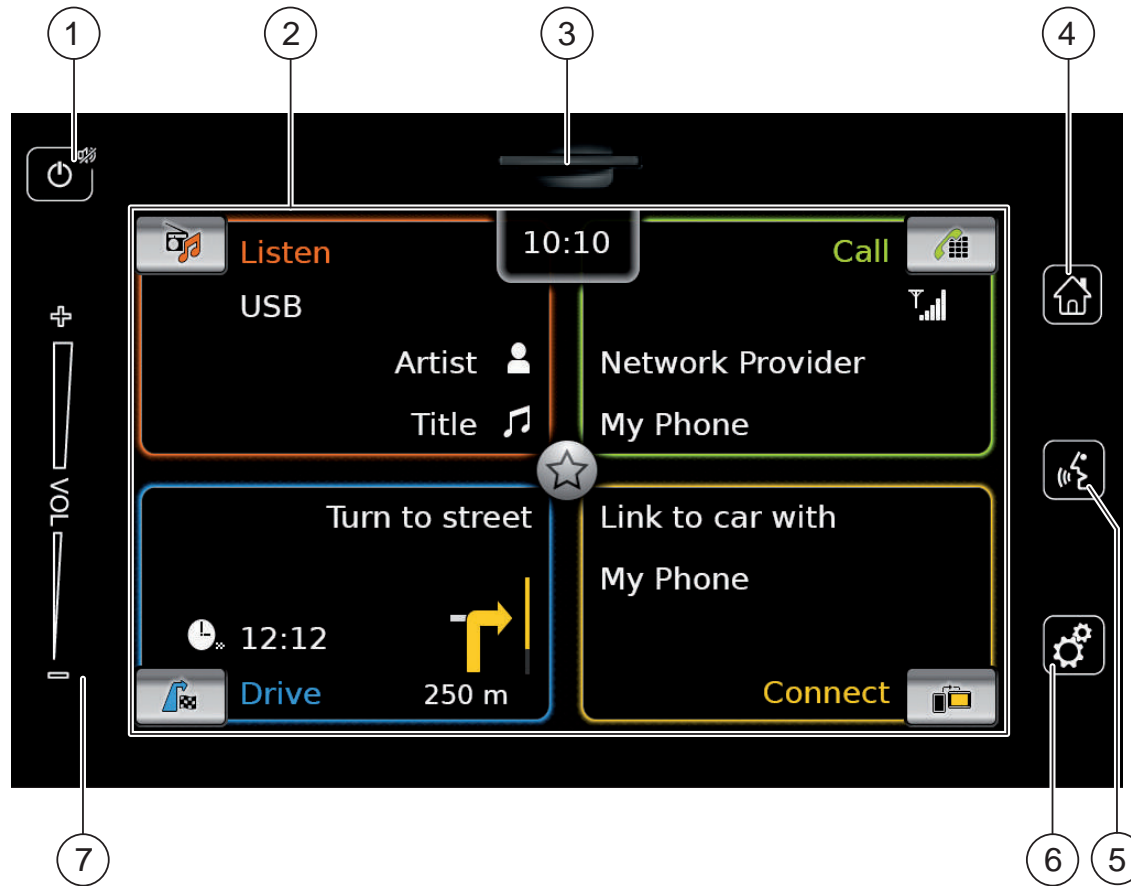 1
2
3
4
Listen
10:10
Call
USB
Artist
Network Provider
Title
My Phone
VOL
Turn to street
Link to car with
My Phone
12:12
Drive
250 m
Connect
7
6
5